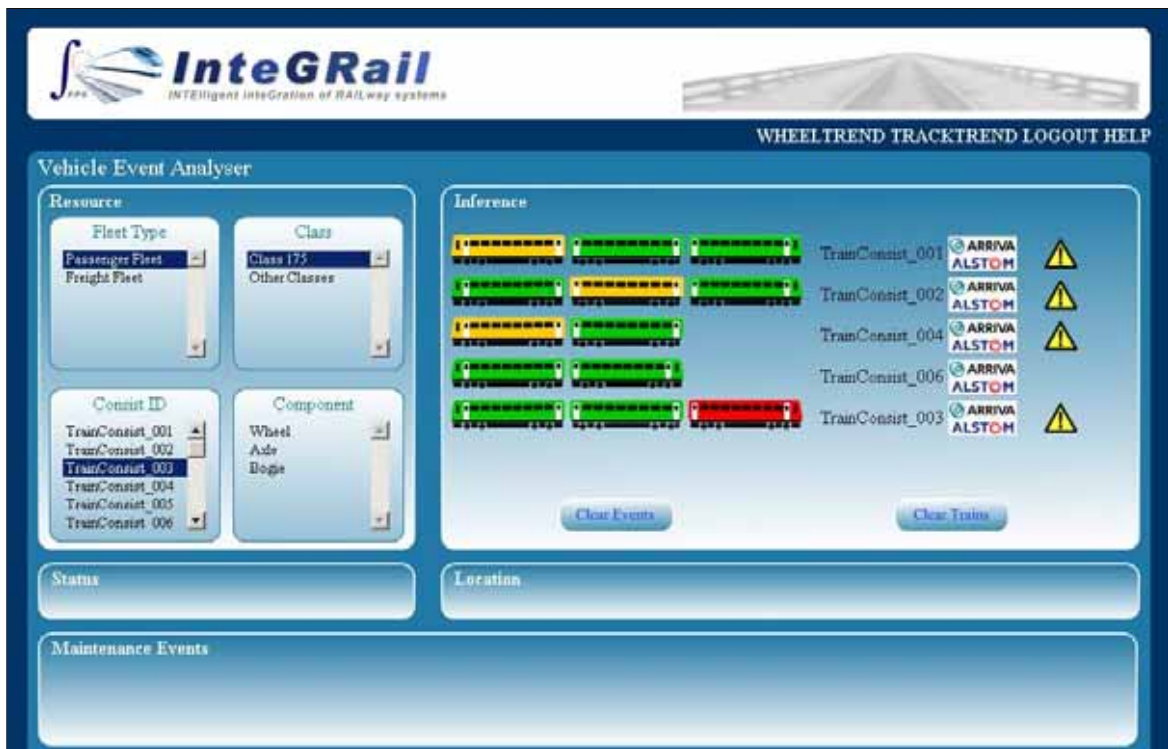 InteGRail
INTElligent inteGration of RAILway systems
WHEELTREND TRACKTREND LOGOUT HELP
Vehicle Event Analyser
Resource
Fleet Type
Passenger Fleet
Freight Fleet
Class
Class 175
Other Classes
Consist ID
TrainConsist_001
TrainConsist_002
TrainConsist_003
TrainConsist_004
TrainConsist_005
TrainConsist_006
Component
Wheel
Axle
Bogie
Inference
TrainConsist_001 ARRIVA
ALSTOM
TrainConsist_002 ARRIVA
ALSTOM
TrainConsist_004 ARRIVA
ALSTOM
TrainConsist_006 ARRIVA
ALSTOM
TrainConsist_003 ARRIVA
ALSTOM
Clear Events Clear Trains
Status
Location
Maintenance Events